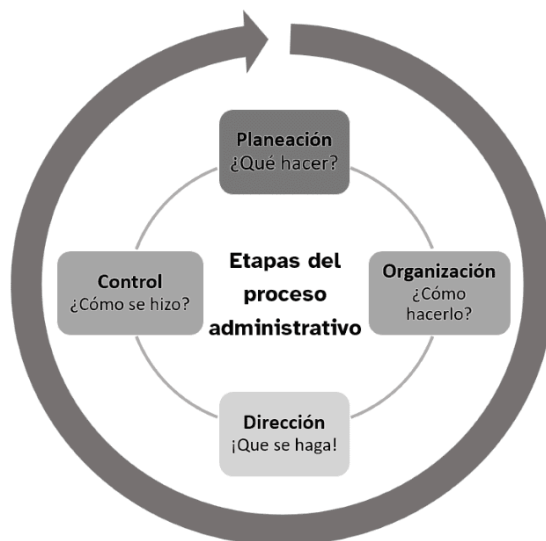 Planeación
¿Qué hacer?
Etapas del
proceso
administrativo
Control
¿Cómo se hizo?
Organización
¿Cómo
hacerlo?
Dirección
¡Que se haga!